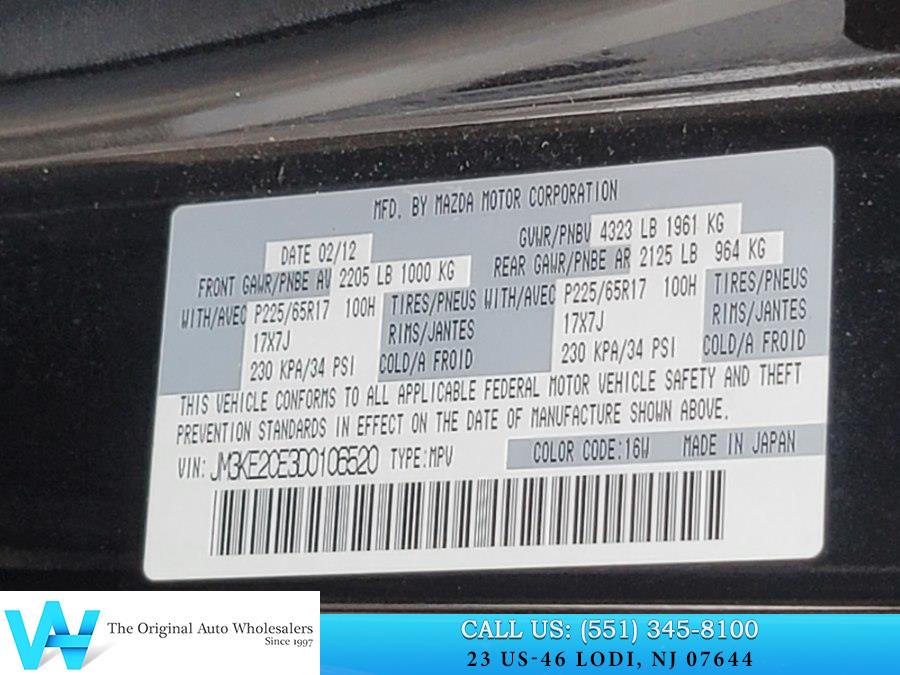 MFD. BY MAZDA MOTOR CORPORATION
DATE 02/12 GVWR/PNBV 4323 LB 1961 KG
FRONT GAWR/PNBE AV 2205 LB 1000 KG REAR GAWR/PNBE AR 2125 LB 964 KG
WITH/AVEC P225/65R17 100H TIRES/PNEUS WITH/AVEC P225/65R17 100H TIRES/PNEUS
17X7J RIMS/JANTES 17X7J RIMS/JANTES
230 KPA/34 PSI COLD/A FROID 230 KPA/34 PSI COLD/A FROID
THIS VEHICLE CONFORMS TO ALL APPLICABLE FEDERAL MOTOR VEHICLE SAFETY AND THEFT
PREVENTION STANDARDS IN EFFECT ON THE DATE OF MANUFACTURE SHOWN ABOVE.
VIN: JM3KE2CE3D0106520 TYPE:MPV COLOR CODE:16W MADE IN JAPAN
The Original Auto Wholesalers
Since 1997
CALL US: (551) 345-8100
23 US-46 LODI, NJ 07644